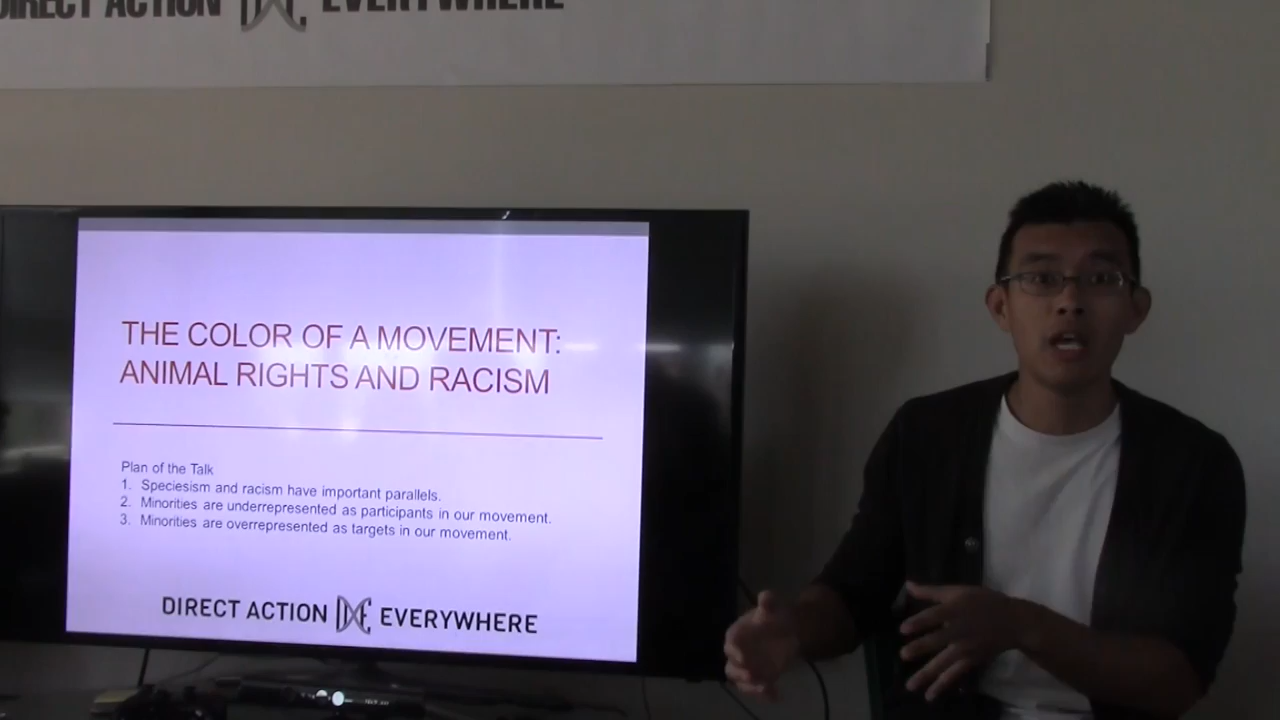 DIRECT ACTION EVERYWHERE
THE COLOR OF A MOVEMENT:
ANIMAL RIGHTS AND RACISM
Plan of the Talk
1. Speciesism and racism have important parallels.
2. Minorities are underrepresented as participants in our movement.
3. Minorities are overrepresented as targets in our movement.
DIRECT ACTION DXE EVERYWHERE